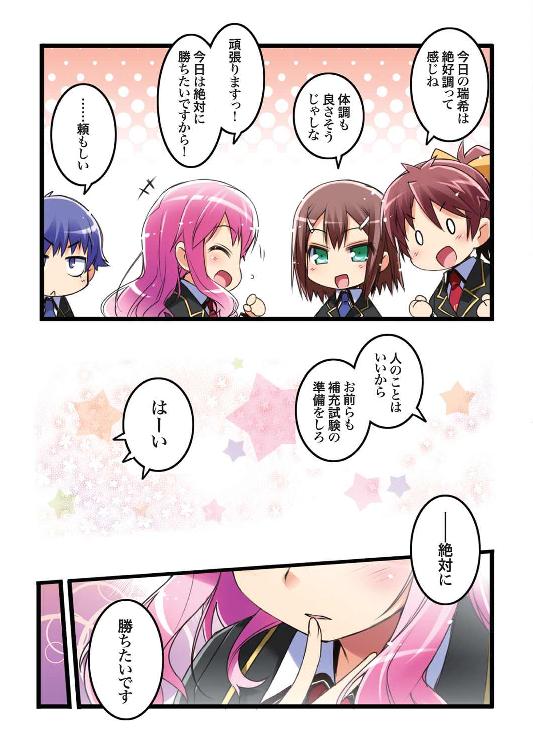 今日の瑞希は
絶好調って
感じね
体調も
良さそう
じゃしな
頑張りますっ！
今日は絶対に
勝ちたいですから！
……頼もしい
人のことは
いいから
お前らも
補充試験の
準備をしろ
はーい
──絶対に
勝ちたいです